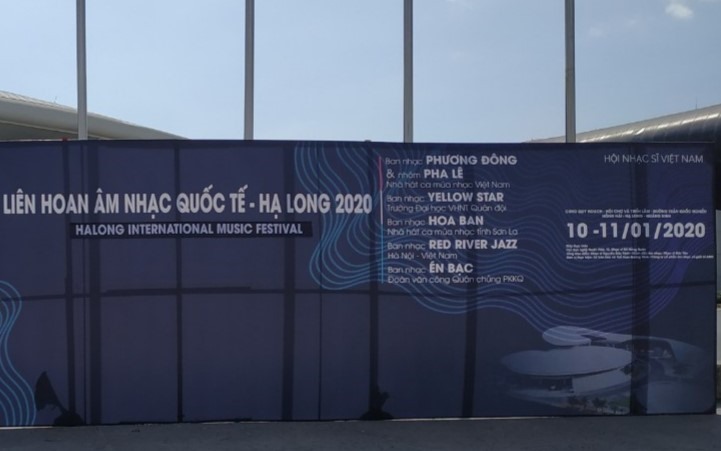 LIÊN HOAN ÂM NHẠC QUỐC TẾ - HẠ LONG 2020
HALONG INTERNATIONAL MUSIC FESTIVAL
Ban nhạc PHƯƠNG ĐÔNG
& nhóm PHA LÊ
Nhà hát ca múa nhạc Việt Nam
Ban nhạc YELLOW STAR
Trường Đại học VHNT Quân đội
Ban nhạc HOA BAN
Nhà hát ca múa nhạc tỉnh Sơn La
Ban nhạc RED RIVER JAZZ
Hà Nội - Việt Nam
Ban nhạc ÉN BẠC
Đoàn văn công Quân chủng PKKQ
HỘI NHẠC SĨ VIỆT NAM
10 -11/01/2020